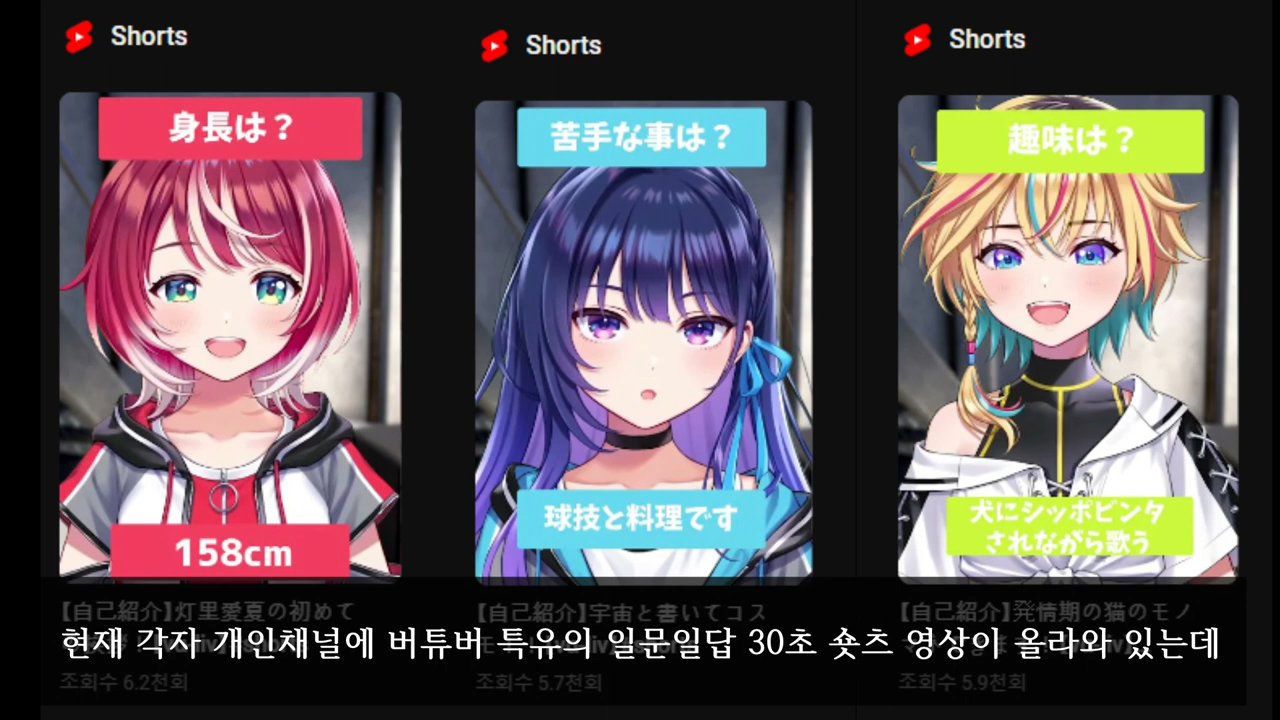 Shorts
Shorts
Shorts
身長は？
苦手な事は？
趣味は？
158cm
球技と料理です
犬にシッポピンタ
されながら歌う
【自己紹介】灯里愛夏の初めて
【自己紹介】宇宙と書いてコス
【自己紹介】発情期の猫のモノ
현재 각자 개인채널에 버튜버 특유의 일문일답 30초 숏츠 영상이 올라와 있는데
조회수 6.2천회
조회수 5.7천회
조회수 5.9천회